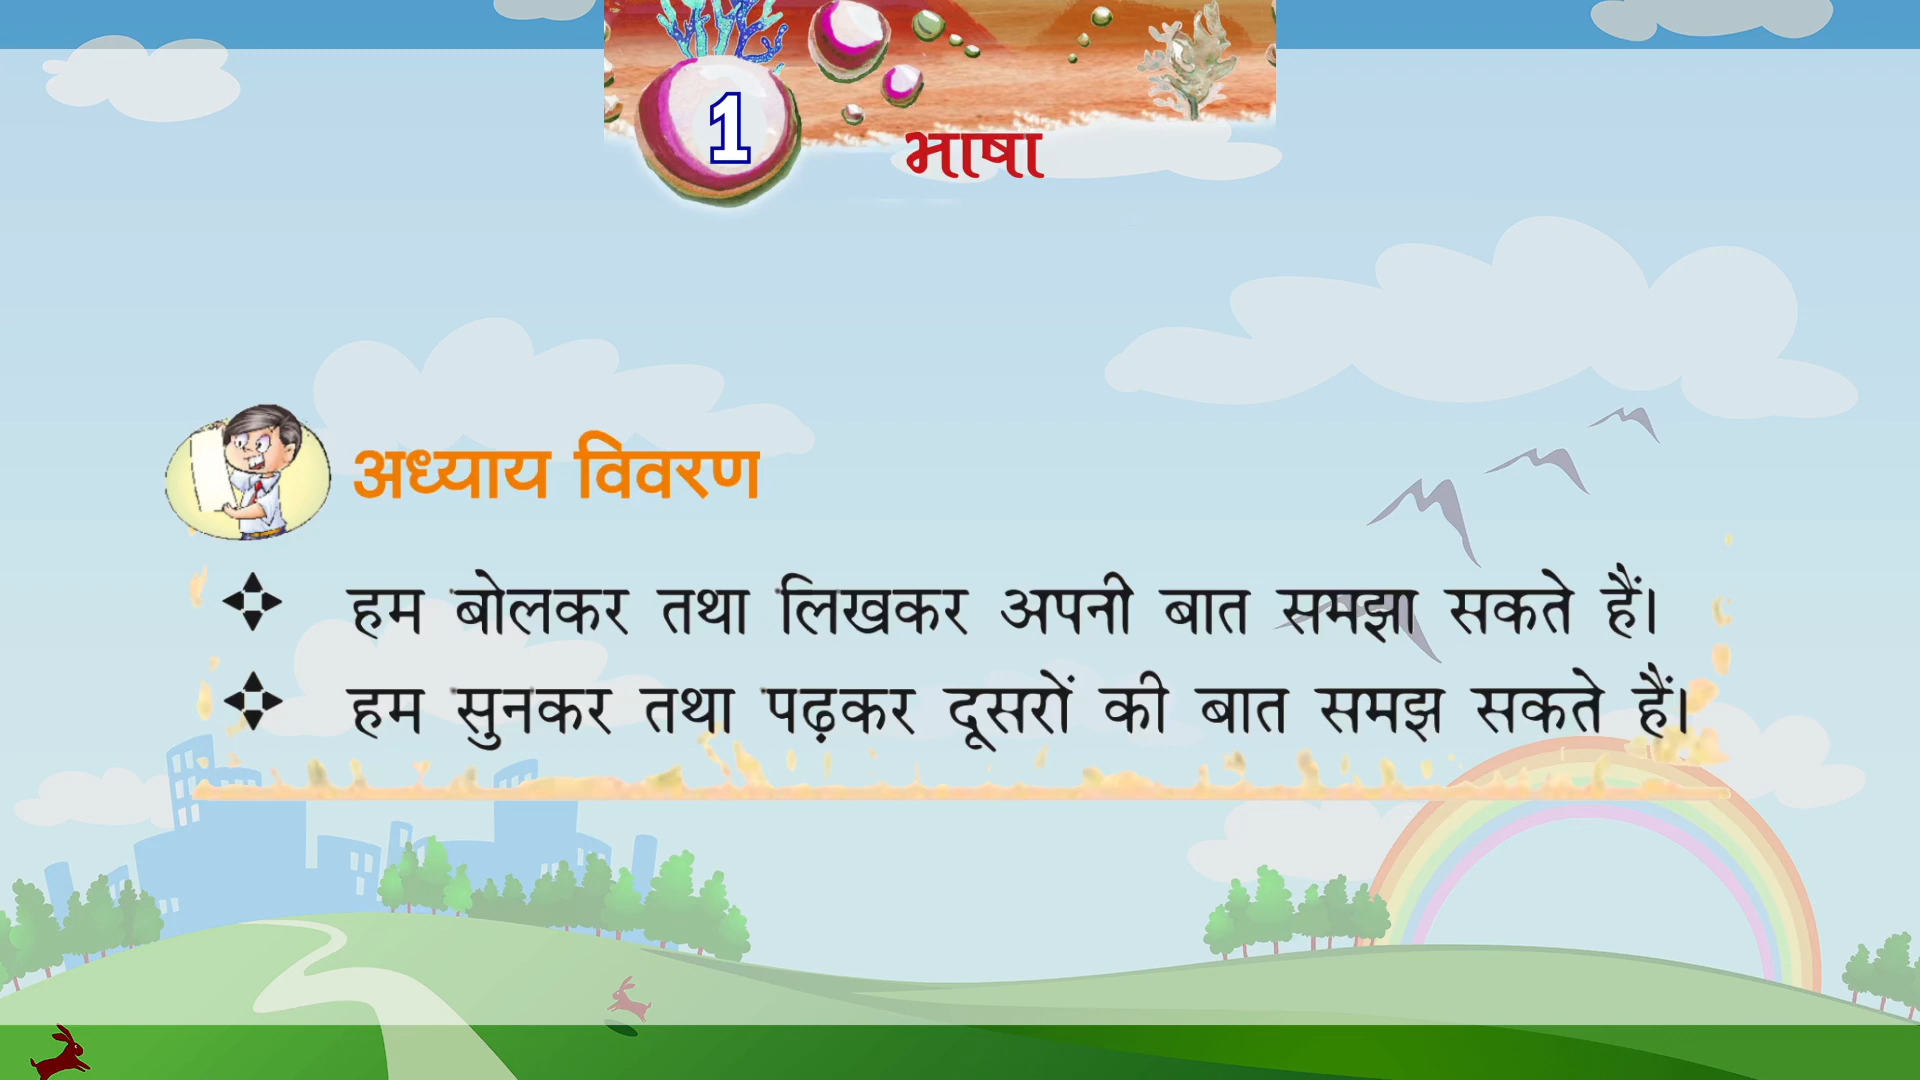 1
भाषा
अध्याय विवरण
हम बोलकर तथा लिखकर अपनी बात समझा सकते हैं।
हम सुनकर तथा पढ़कर दूसरों की बात समझ सकते हैं।